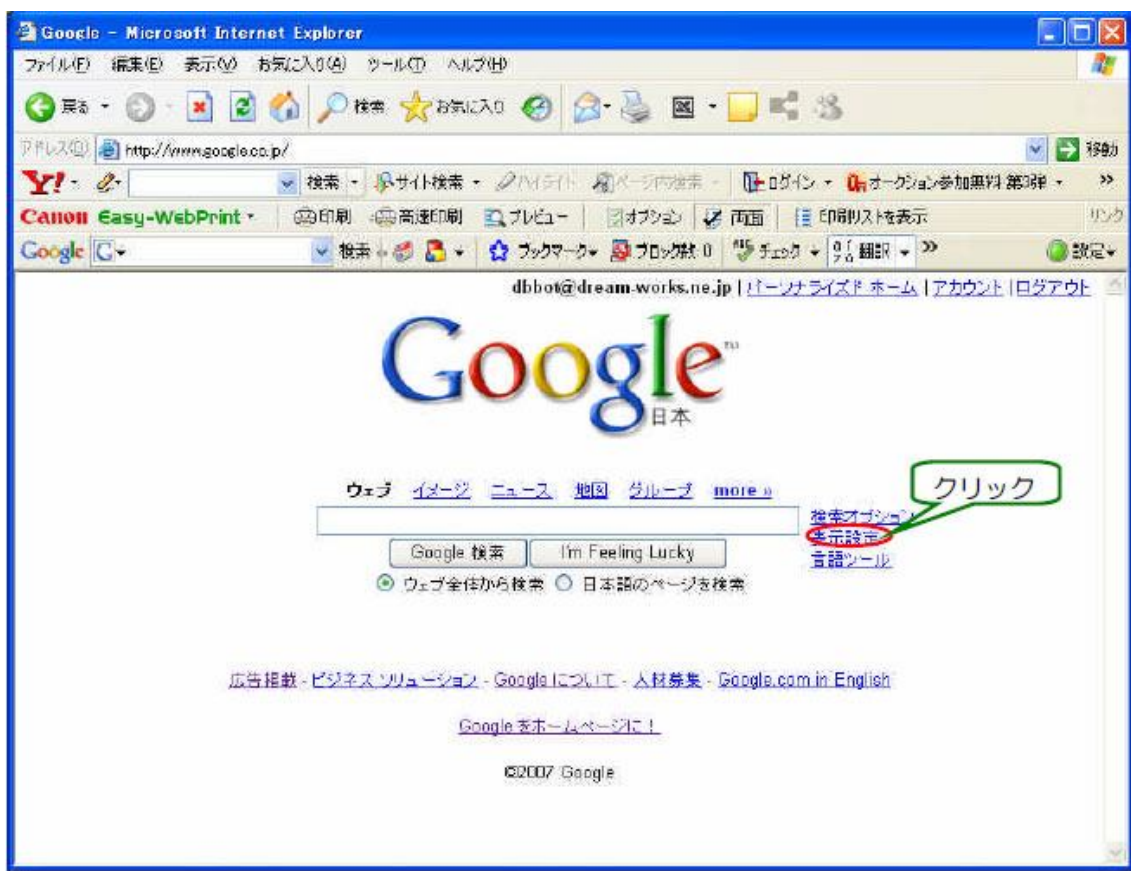 Google - Microsoft Internet Explorer
ファイル(F) 編集(E) 表示(V) お気に入り(A) ツール(T) ヘルプ(H)
戻る 検索 お気に入り
アドレス(D) http://www.google.co.jp/ 移動
Y! 検索 サイト検索 ハイライト ページ内検索 ログイン オークション参加無料 第3弾 »
Canon Easy-WebPrint 印刷 高速印刷 プレビュー オプション 両面 印刷リストを表示 リンク
Google G 検索 ブックマーク ブロック数: 0 チェック 翻訳 » 設定
dbbot@dream-works.ne.jp | パーソナライズド ホーム | アカウント | ログアウト
Google™
日本
クリック
ウェブ イメージ ニュース 地図 グループ more »
検索オプション
表示設定
Google 検索 I'm Feeling Lucky 言語ツール
ウェブ全体から検索 日本語のページを検索
広告掲載 - ビジネス ソリューション - Google について - 人材募集 - Google.com in English
Google をホームページに!
©2007 Google